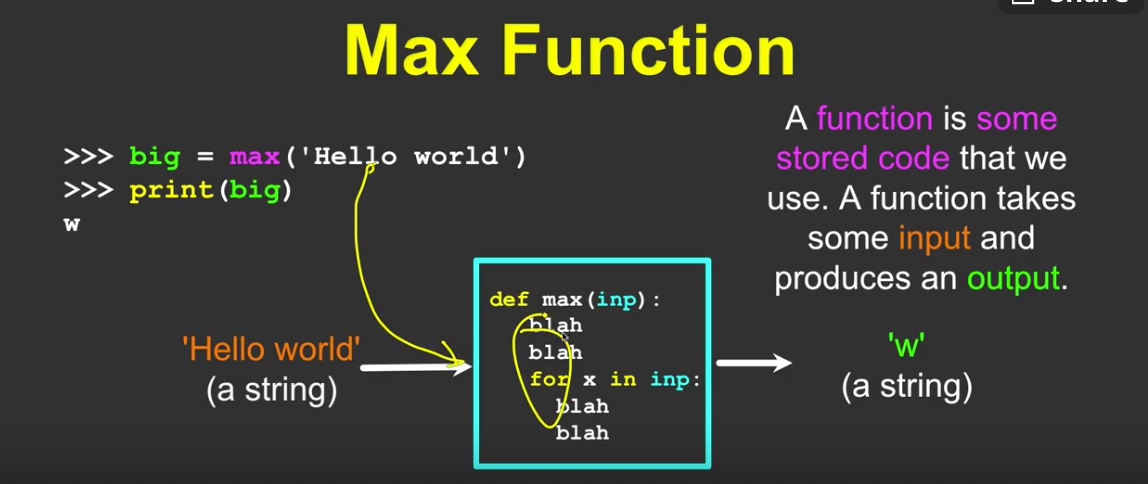 Max Function
>>> big = max('Hello world')
>>> print(big)
w
A function is some
stored code that we
use. A function takes
some input and
produces an output.
'Hello world'
(a string)
def max(inp):
blah
blah
for x in inp:
blah
blah
'w'
(a string)